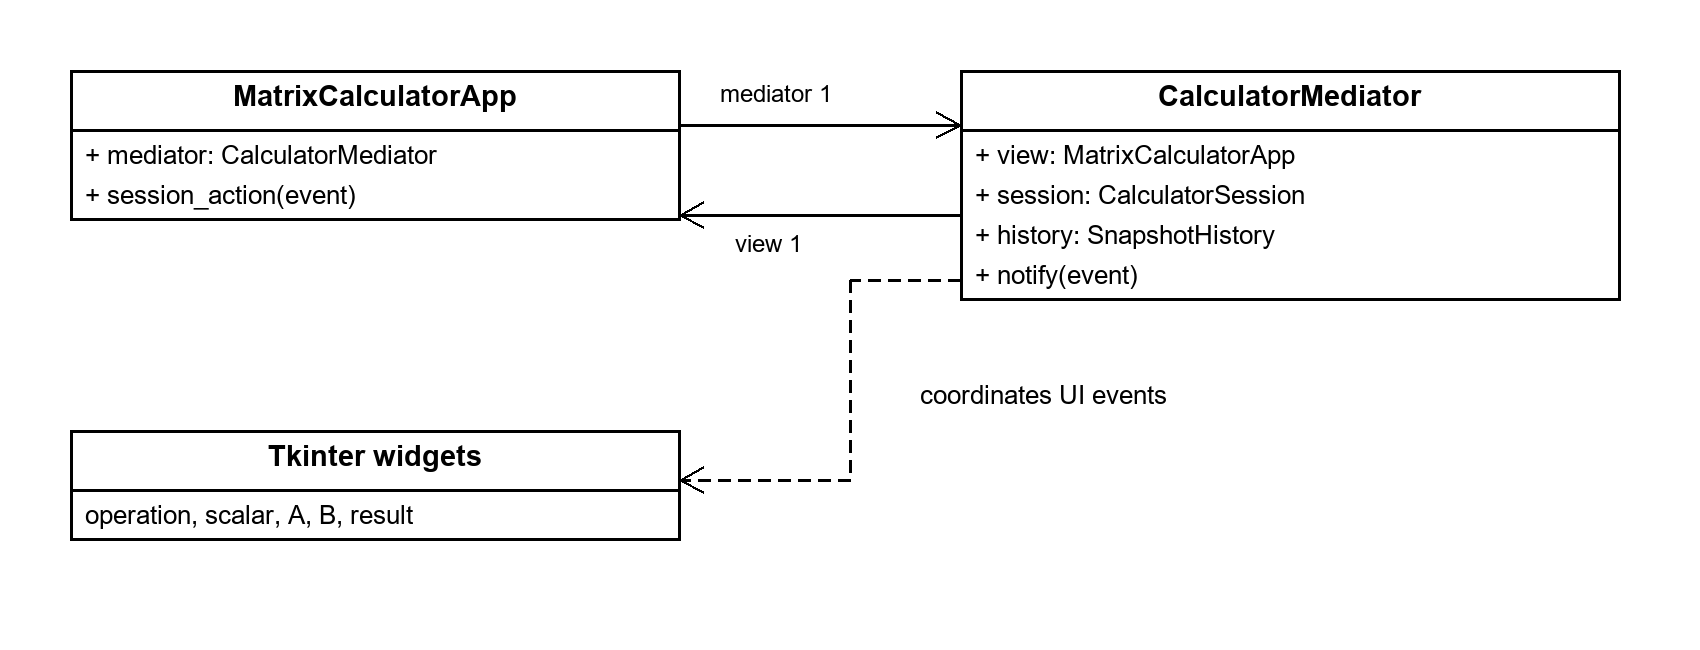 MatrixCalculatorApp
+ mediator: CalculatorMediator
+ session_action(event)
mediator 1
view 1
CalculatorMediator
+ view: MatrixCalculatorApp
+ session: CalculatorSession
+ history: SnapshotHistory
+ notify(event)
coordinates UI events
Tkinter widgets
operation, scalar, A, B, result